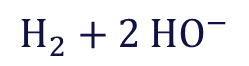 H₂ + 2 HO⁻